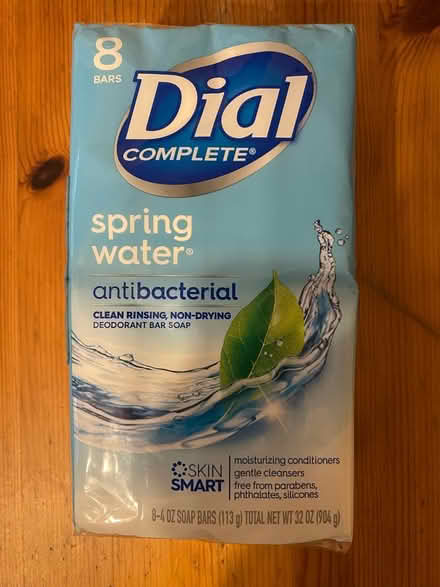 8
BARS
Dial
COMPLETE®
spring
water®
antibacterial
CLEAN RINSING, NON-DRYING
DEODORANT BAR SOAP
SKIN
SMART
moisturizing conditioners
gentle cleansers
free from parabens,
phthalates, silicones
8-4 OZ SOAP BARS (113 g) TOTAL NET WT 32 OZ (904 g)